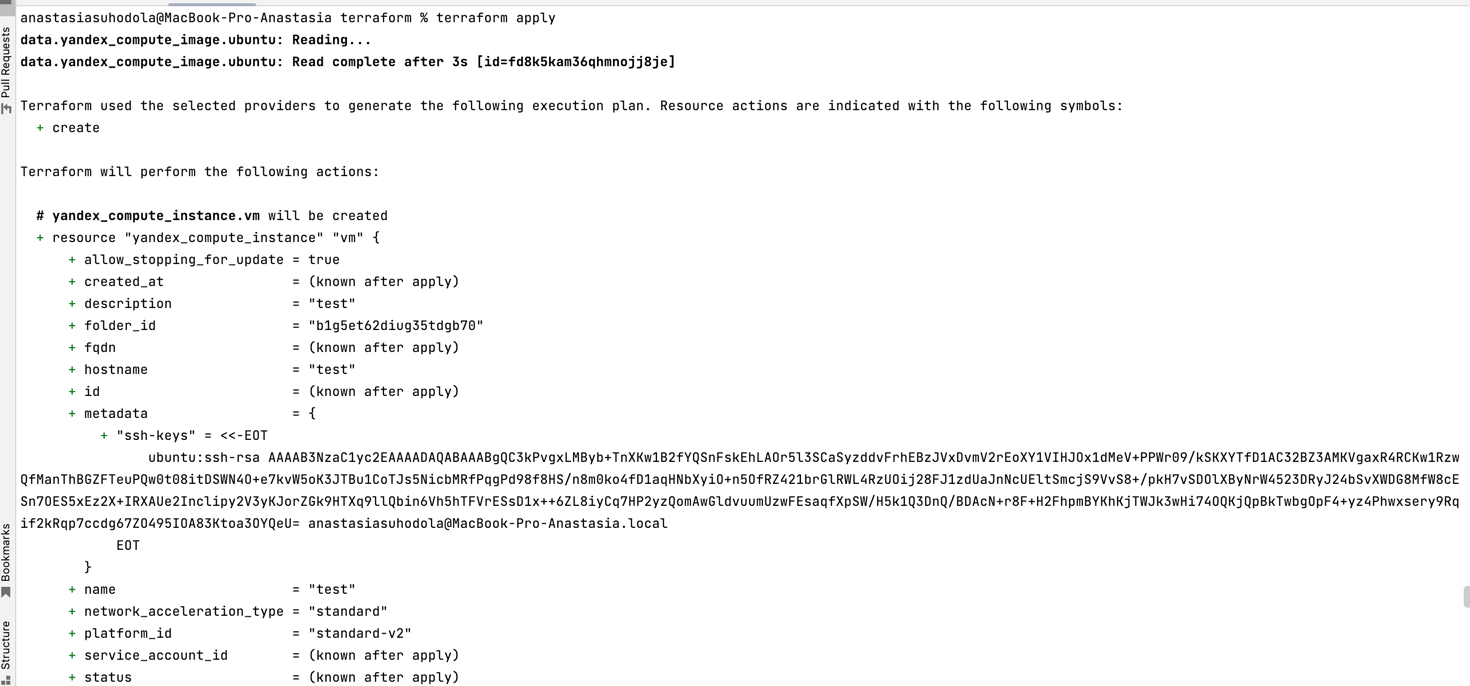 Pull Requests
Bookmarks
Structure
anastasiasuhodola@MacBook-Pro-Anastasia terraform % terraform apply
data.yandex_compute_image.ubuntu: Reading...
data.yandex_compute_image.ubuntu: Read complete after 3s [id=fd8k5kam36qhmnojj8je]
Terraform used the selected providers to generate the following execution plan. Resource actions are indicated with the following symbols:
+ create
Terraform will perform the following actions:
# yandex_compute_instance.vm will be created
+ resource "yandex_compute_instance" "vm" {
+ allow_stopping_for_update = true
+ created_at = (known after apply)
+ description = "test"
+ folder_id = "b1g5et62diug35tdgb70"
+ fqdn = (known after apply)
+ hostname = "test"
+ id = (known after apply)
+ metadata = {
+ "ssh-keys" = <<-EOT
ubuntu:ssh-rsa AAAAB3NzaC1yc2EAAAADAQABAAABgQC3kPvgxLMByb+TnXKw1B2fYQSnFskEhLAOr5l3SCaSyzddvFrhEBzJVxDvmV2rEoXY1VIHJOx1dMeV+PPWr09/kSKXYTfD1AC32BZ3AMKVgaxR4RCKw1Rzw
QfManThBGZFTeuPQw0t08itDSWN4O+e7kvW5oK3JTBu1CoTJs5NicbMRfPqgPd98f8HS/n8m0ko4fD1aqHNbXyiO+n5OfRZ421brGlRWL4RzUOij28FJ1zdUaJnNcUEltSmcjS9VvS8+/pkH7vSDOlXByNrW4523DRyJ24bSvXWDG8MfW8cE
Sn7OES5xEz2X+IRXAUe2Inclipy2V3yKJorZGk9HTXq9llQbin6Vh5hTFVrESsD1x++6ZL8iyCq7HP2yzQomAwGldvuumUzwFEsaqfXpSW/H5k1Q3DnQ/BDAcN+r8F+H2FhpmBYKhKjTWJk3wHi74OQKjQpBkTwbgOpF4+yz4Phwxsery9Rq
if2kRqp7ccdg67ZO495IOA83Ktoa3OYQeU= anastasiasuhodola@MacBook-Pro-Anastasia.local
EOT
}
+ name = "test"
+ network_acceleration_type = "standard"
+ platform_id = "standard-v2"
+ service_account_id = (known after apply)
+ status = (known after apply)